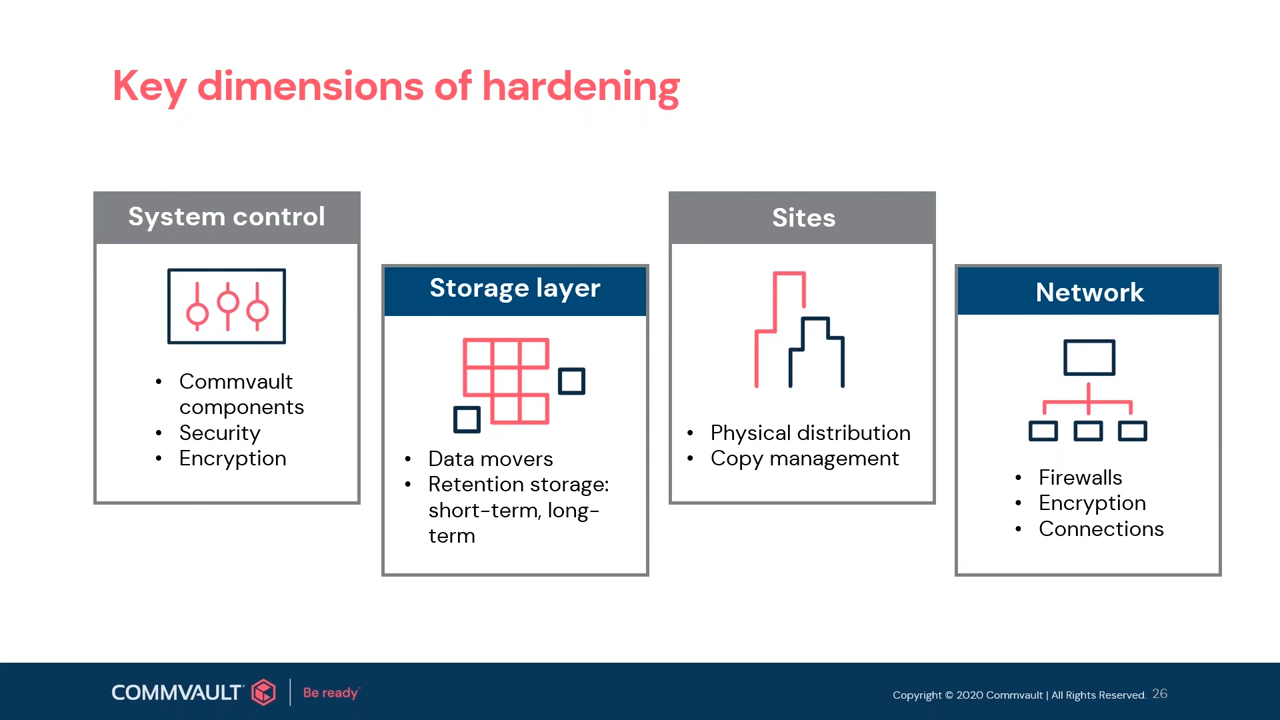 Key dimensions of hardening
System control
• Commvault
components
• Security
• Encryption
Storage layer
• Data movers
• Retention storage:
short-term, long-
term
Sites
• Physical distribution
• Copy management
Network
• Firewalls
• Encryption
• Connections
COMMVAULT
Be ready
Copyright © 2020 Commvault | All Rights Reserved. 26